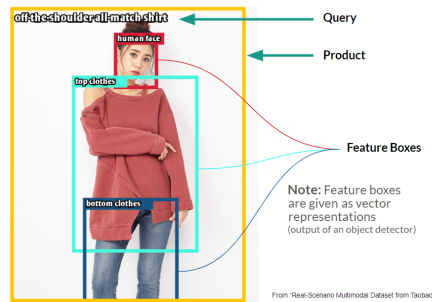 off-the-shoulder all-match shirt
Query
human face
Product
top clothes
Feature Boxes
Note: Feature boxes
are given as vector
representations
(output of an object detector)
bottom clothes
From "Real-Scenario Multimodal Dataset from Taobao